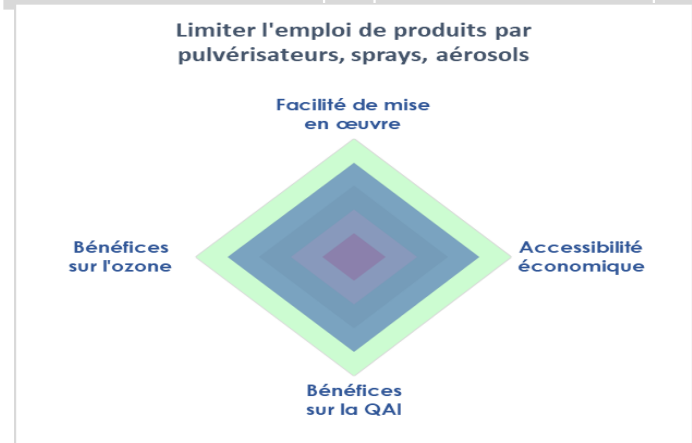 Limiter l'emploi de produits par
pulvérisateurs, sprays, aérosols
Facilité de mise
en œuvre
Bénéfices
sur l'ozone
Accessibilité
économique
Bénéfices
sur la QAI